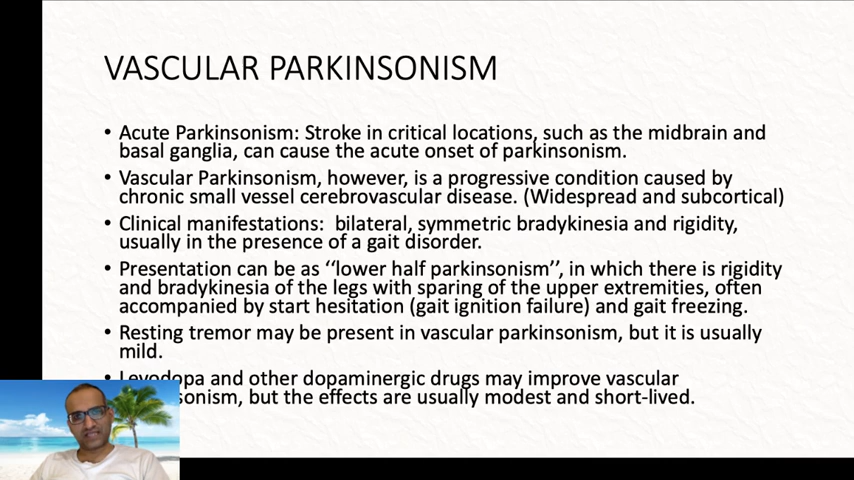 VASCULAR PARKINSONISM
• Acute Parkinsonism: Stroke in critical locations, such as the midbrain and
basal ganglia, can cause the acute onset of parkinsonism.
• Vascular Parkinsonism, however, is a progressive condition caused by
chronic small vessel cerebrovascular disease. (Widespread and subcortical)
• Clinical manifestations:  bilateral, symmetric bradykinesia and rigidity,
usually in the presence of a gait disorder.
• Presentation can be as ‘‘lower half parkinsonism’’, in which there is rigidity
and bradykinesia of the legs with sparing of the upper extremities, often
accompanied by start hesitation (gait ignition failure) and gait freezing.
• Resting tremor may be present in vascular parkinsonism, but it is usually
mild.
• Levodopa and other dopaminergic drugs may improve vascular
sonism, but the effects are usually modest and short-lived.